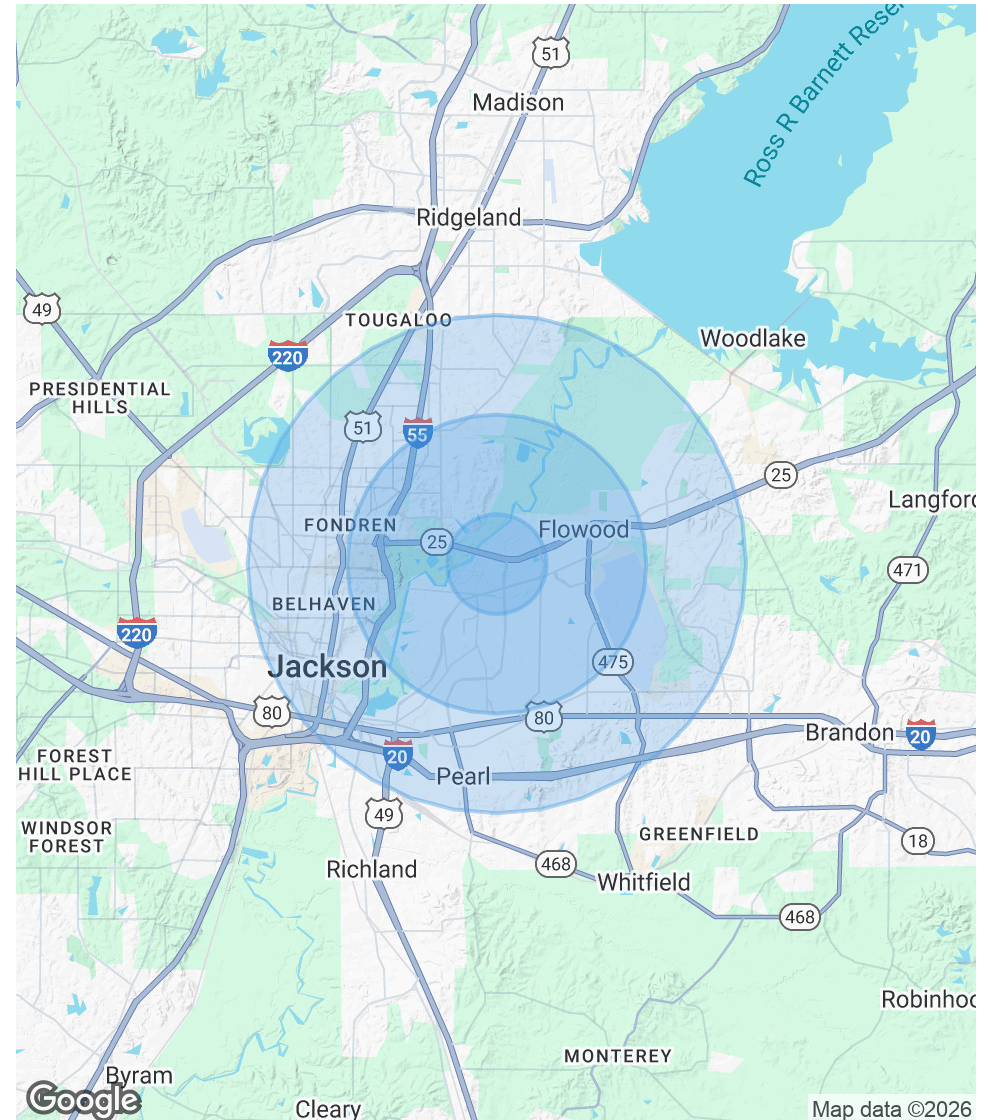 51
Madison
Ross R Barnett Reser
Ridgeland
49
TOUGALOO
220
Woodlake
PRESIDENTIAL
HILLS
51
55
25
Langford
FONDREN
25
Flowood
471
BELHAVEN
220
Jackson
475
80
80
Brandon
20
20
FOREST
HILL PLACE
Pearl
49
WINDSOR
FOREST
GREENFIELD
18
Richland
468
Whitfield
468
Robinhoo
MONTEREY
Byram
Google
Cleary
Map data ©2026